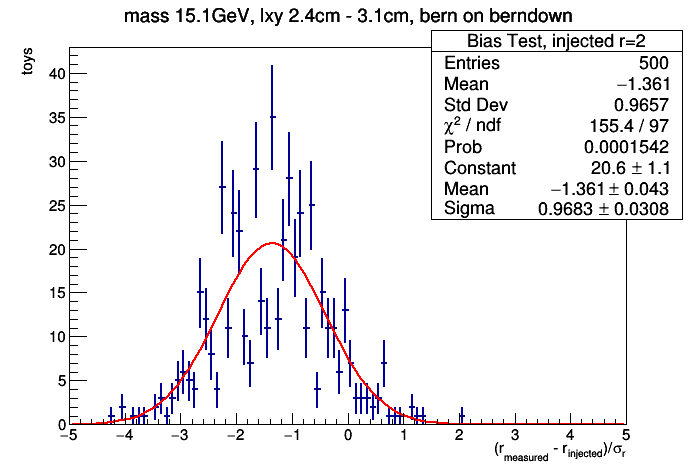 mass 15.1GeV, lxy 2.4cm - 3.1cm, bern on berndown
Bias Test, injected r=2
Entries 500
Mean −1.361
Std Dev 0.9657
χ² / ndf 155.4 / 97
Prob 0.0001542
Constant 20.6 ± 1.1
Mean −1.361 ± 0.043
Sigma 0.9683 ± 0.0308
toys
40
35
30
25
20
15
10
5
0
−5 −4 −3 −2 −1 0 1 2 3 4 5
(r_measured - r_injected)/σ_r